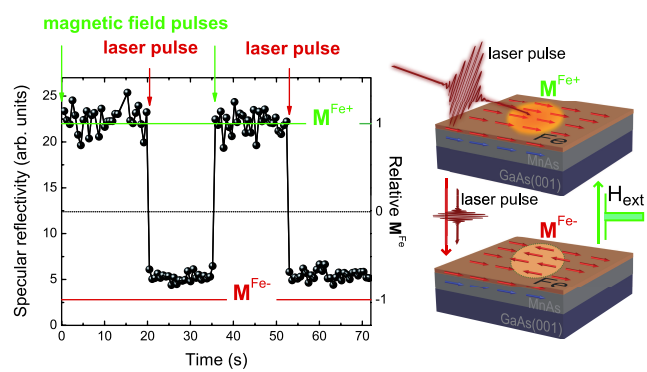 magnetic field pulses
laser pulse
laser pulse
M^Fe+
M^Fe-
Specular reflectivity (arb. units)
25
20
15
10
5
0
0
10
20
30
40
50
60
70
Time (s)
1
0
-1
Relative M^Fe
laser pulse
M^Fe+
Fe
MnAs
GaAs(001)
laser pulse
H_ext
M^Fe-
Fe
MnAs
GaAs(001)